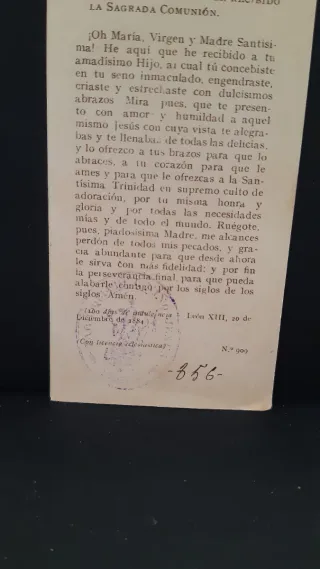 LA SAGRADA COMUNIÓN.
¡Oh María, Virgen y Madre Santísi-
ma! He aquí que he recibido a tu
amadísimo Hijo, al cual tú concebiste
en tu seno inmaculado, engendraste,
criaste y estrechaste con dulcísimos
abrazos Mira pues, que te presen-
to con amor y humildad a aquel
mismo Jesús con cuya vista te alegra-
bas y te llenabas de todas las delicias,
y lo ofrezco a tus brazos para que lo
abraces, a tu corazón para que le
ames y para que le ofrezcas a la San-
tísima Trinidad en supremo culto de
adoración, por tu misma honra y
gloria y por todas las necesidades
mías y de todo el mundo. Ruégote,
pues, piadosísima Madre, me alcances
perdón de todos mis pecados, y gra-
cia abundante para que desde ahora
le sirva con más fidelidad; y por fin
la perseverancia final, para que pueda
alabarle contigo por los siglos de los
siglos. Amén.
días de indulgencia León XIII, 20 de
Diciembre de 1884
(Con licencia eclesiástica)
N.º 909
-856-